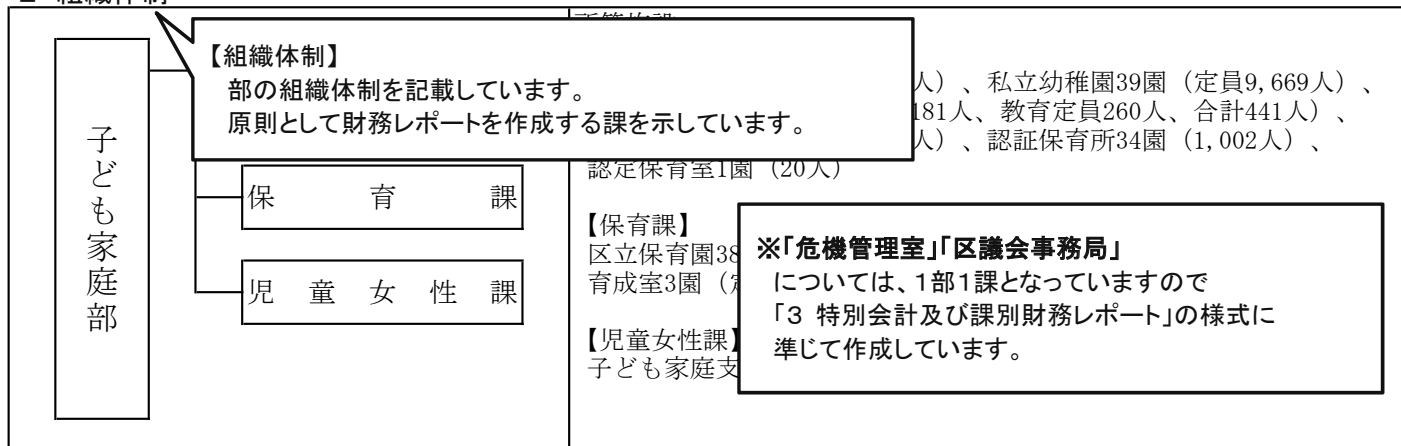 2 組織体制
子ども家庭部
保育課
児童女性課
【組織体制】
部の組織体制を記載しています。
原則として財務レポートを作成する課を示しています。
人）、私立幼稚園39園（定員9,669人）、
181人、教育定員260人、合計441人）、
人）、認証保育所34園（1,002人）、
認定保育室1園（20人）
【保育課】
区立保育園38
育成室3園（定
【児童女性課】
子ども家庭支
※「危機管理室」「区議会事務局」
については、1部1課となっていますので
「3 特別会計及び課別財務レポート」の様式に
準じて作成しています。